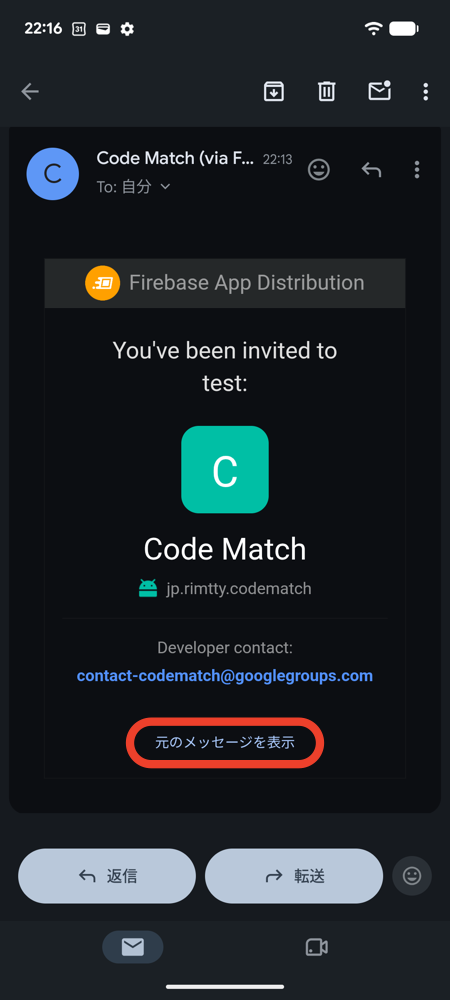 22:16
31
Code Match (via F... 22:13
C
To: 自分
Firebase App Distribution
You've been invited to
test:
C
Code Match
jp.rimtty.codematch
Developer contact:
contact-codematch@googlegroups.com
元のメッセージを表示
返信
転送